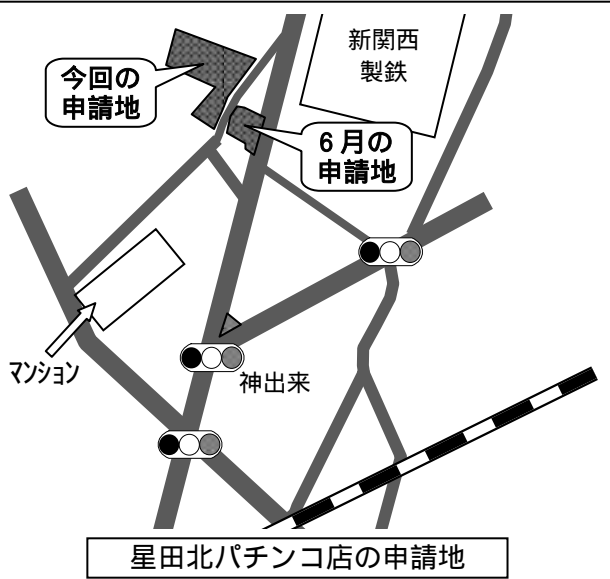 新関西
製鉄
今回の
申請地
6月の
申請地
マンション
神出来
星田北パチンコ店の申請地